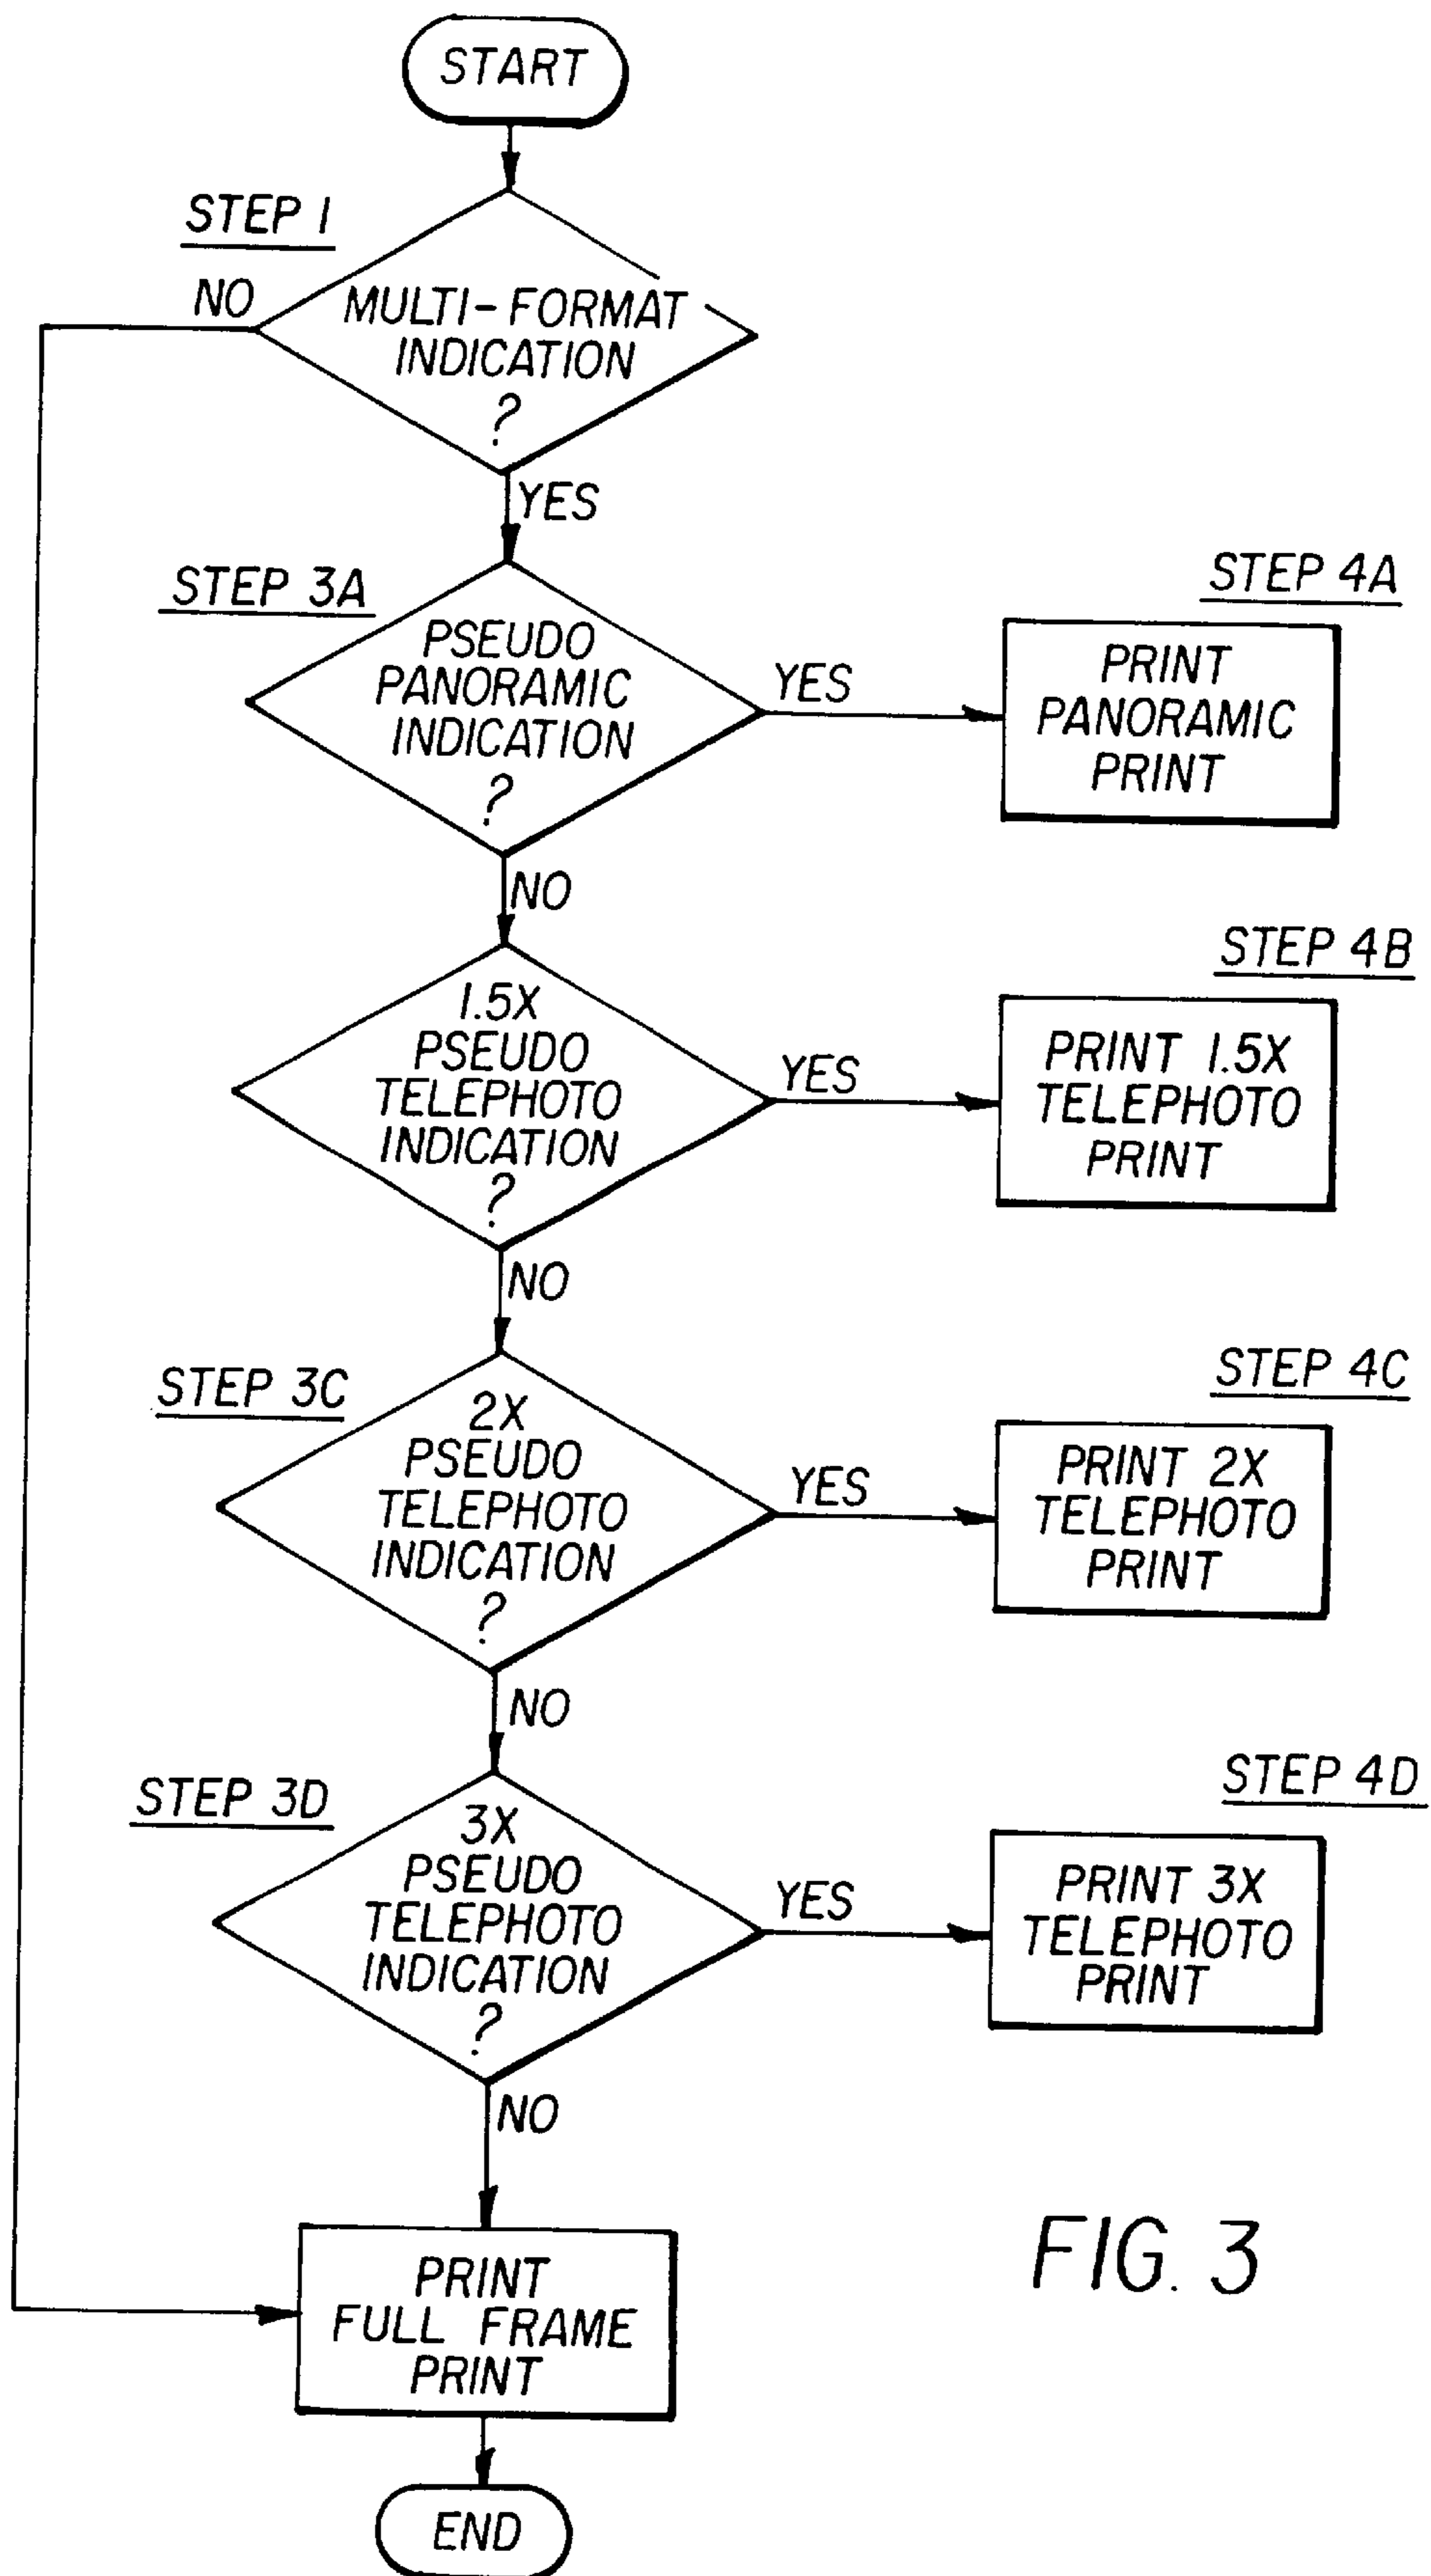 START
STEP 1
NO
MULTI-FORMAT
INDICATION
?
YES
STEP 3A
PSEUDO
PANORAMIC
INDICATION
?
YES
STEP 4A
PRINT
PANORAMIC
PRINT
NO
1.5X
PSEUDO
TELEPHOTO
INDICATION
?
YES
STEP 4B
PRINT 1.5X
TELEPHOTO
PRINT
NO
STEP 3C
2X
PSEUDO
TELEPHOTO
INDICATION
?
YES
STEP 4C
PRINT 2X
TELEPHOTO
PRINT
NO
STEP 3D
3X
PSEUDO
TELEPHOTO
INDICATION
?
YES
STEP 4D
PRINT 3X
TELEPHOTO
PRINT
NO
PRINT
FULL FRAME
PRINT
END
FIG. 3